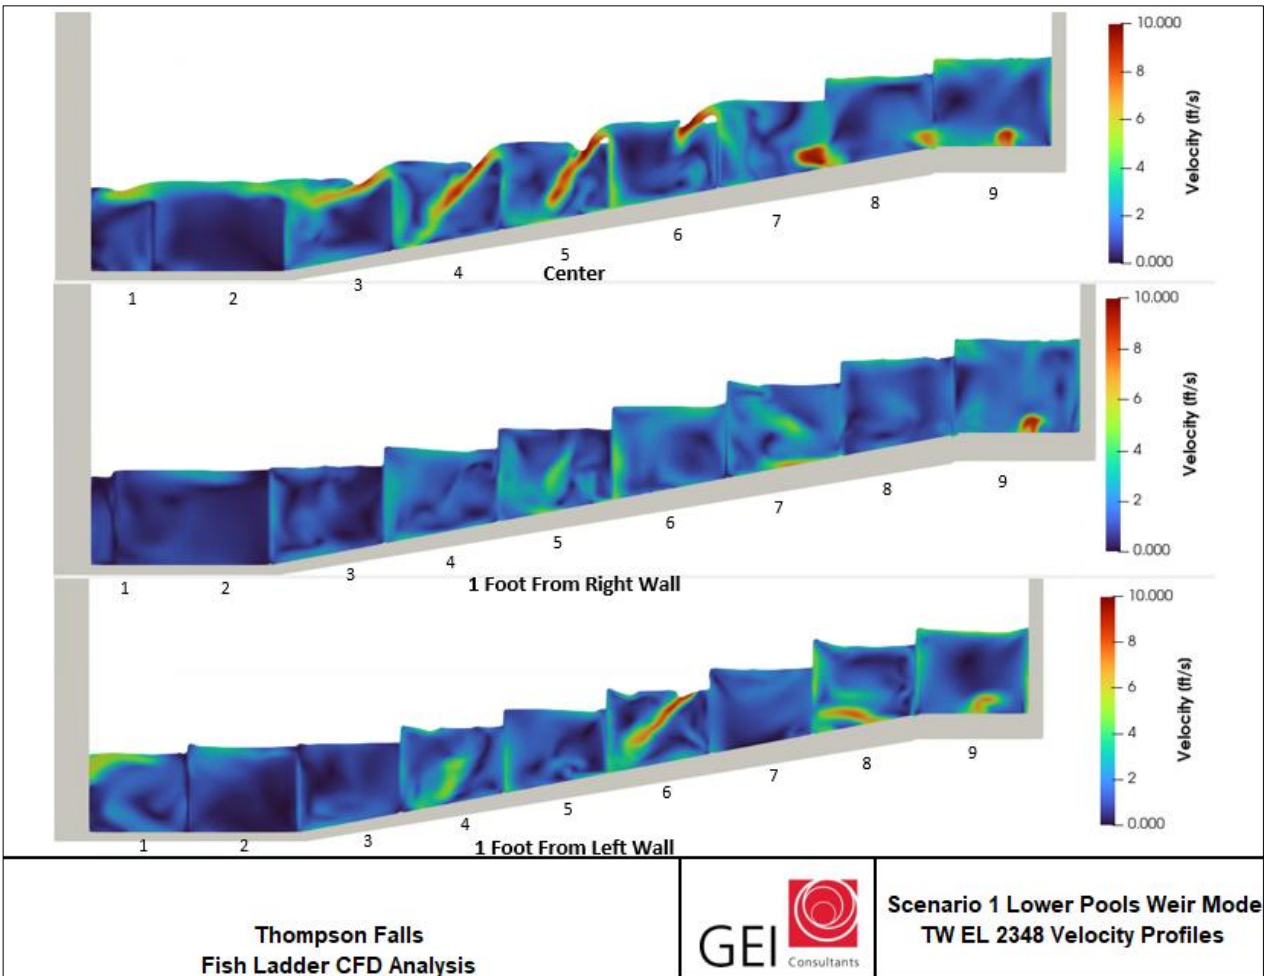 10.000
8
6
4
2
0.000
Velocity (ft/s)
1 2 3 4 5 6 7 8 9
Center
10.000
8
6
4
2
0.000
Velocity (ft/s)
1 2 3 4 5 6 7 8 9
1 Foot From Right Wall
10.000
8
6
4
2
0.000
Velocity (ft/s)
1 2 3 4 5 6 7 8 9
1 Foot From Left Wall
Thompson Falls
Fish Ladder CFD Analysis
GEI
Consultants
Scenario 1 Lower Pools Weir Mode
TW EL 2348 Velocity Profiles